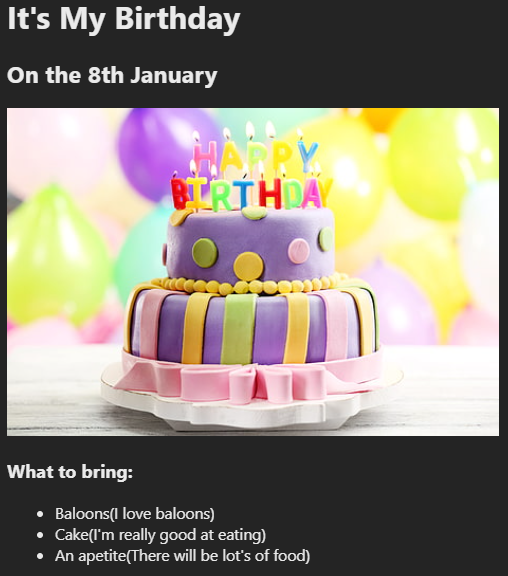 It's My Birthday
On the 8th January
HAPPY
BIRTHDAY
What to bring:
Baloons(I love baloons)
Cake(I'm really good at eating)
An apetite(There will be lot's of food)